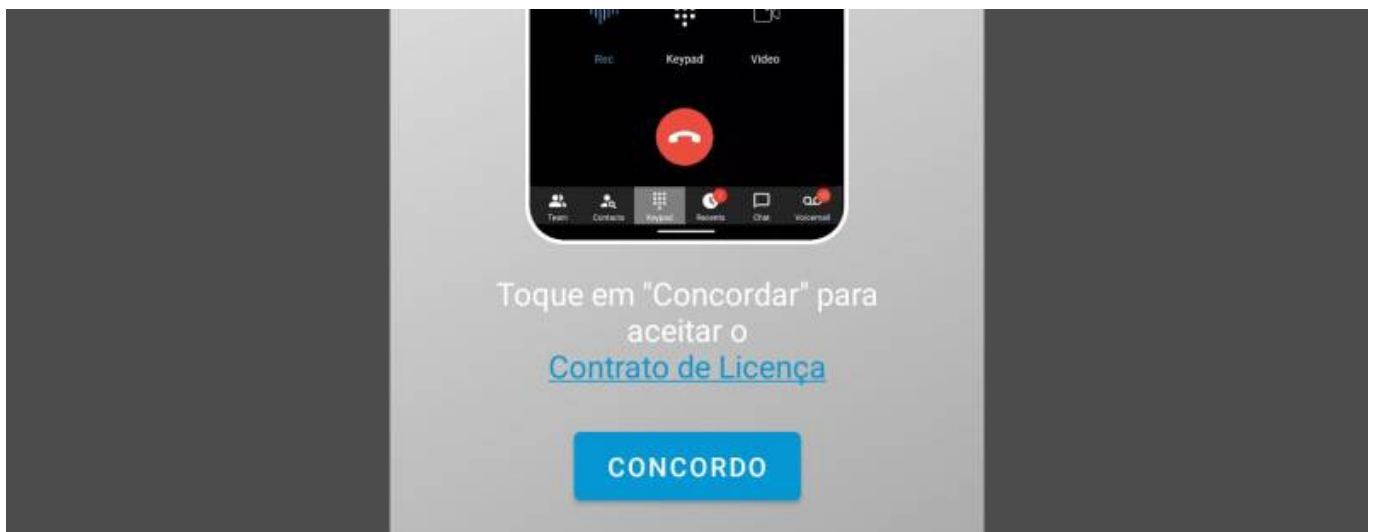 Rec Keypad Video
Team Contacts Keypad Recents Chat Voicemail
Toque em "Concordar" para
aceitar o
Contrato de Licença
CONCORDO